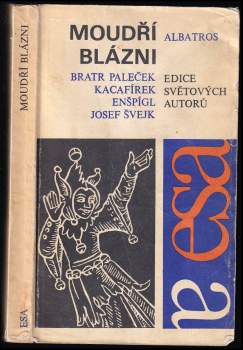 MOUDŘÍ BLÁZNI
ESA
MOUDŘÍ
BLÁZNI
ALBATROS
BRATR PALEČEK
KACAFÍREK
ENŠPÍGL
JOSEF ŠVEJK
EDICE
SVĚTOVÝCH
AUTORŮ
esa
a